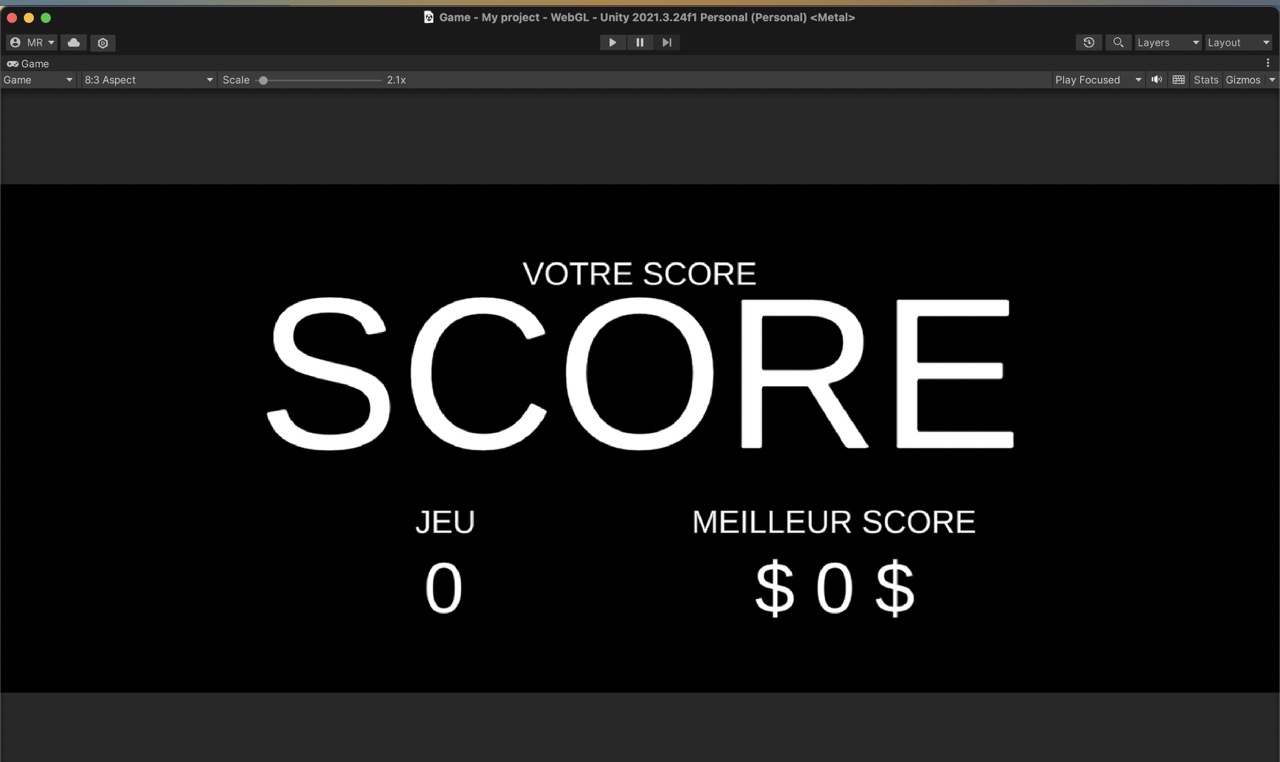 Game - My project - WebGL - Unity 2021.3.24f1 Personal (Personal) <Metal>
MR
Layers
Layout
Game
Game
8:3 Aspect
Scale
2.1x
Play Focused
Stats
Gizmos
VOTRE SCORE
SCORE
JEU
MEILLEUR SCORE
0
$ 0 $